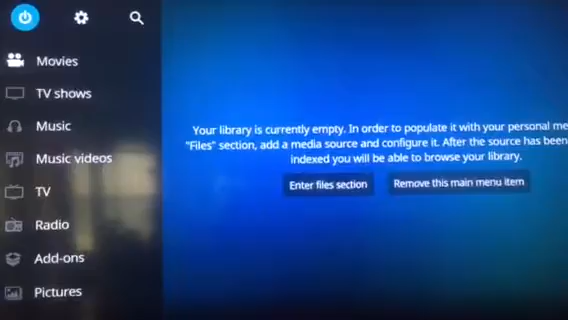 Movies
TV shows
Music
Music videos
TV
Radio
Add-ons
Pictures
Your library is currently empty. In order to populate it with your personal me
"Files" section, add a media source and configure it. After the source has been
indexed you will be able to browse your library.
Enter files section
Remove this main menu item